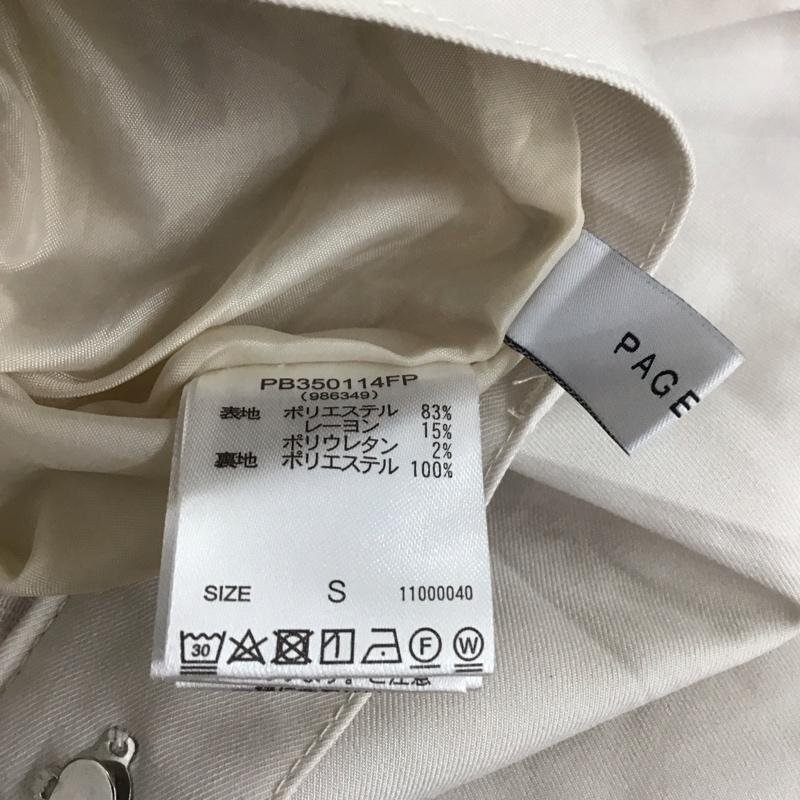 PAGE
PB350114FP
(986349)
表地 ポリエステル 83%
レーヨン 15%
ポリウレタン 2%
裏地 ポリエステル 100%
SIZE S 11000040
30 F W